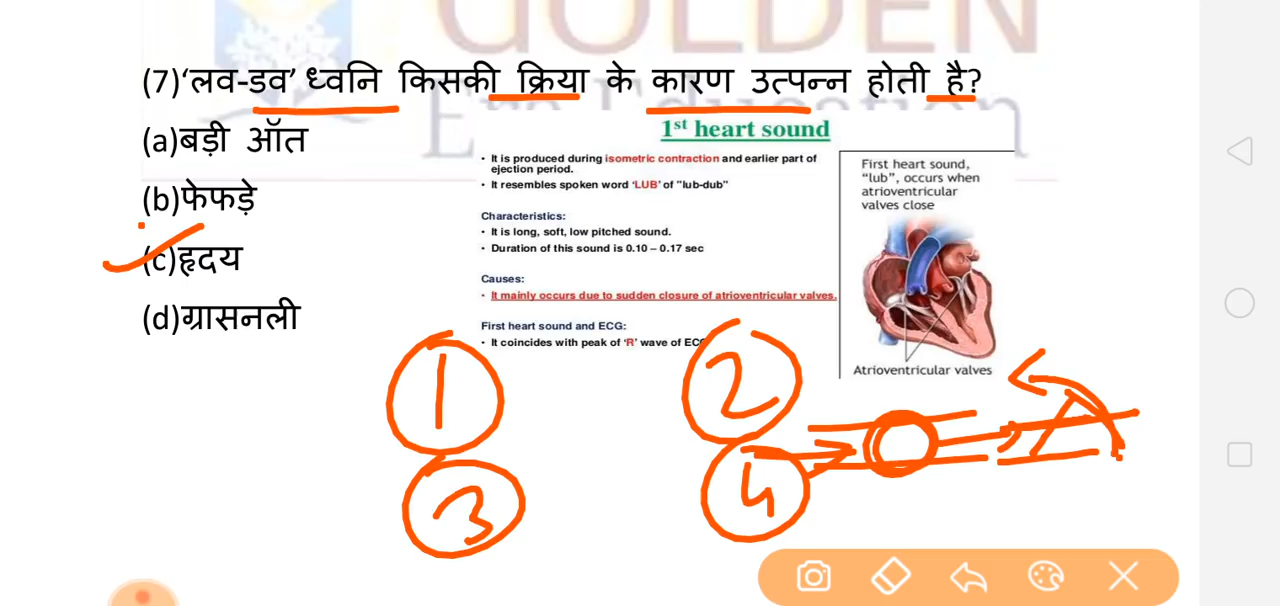 GOLDEN
Era Education
(7)‘लव-डव’ ध्वनि किसकी क्रिया के कारण उत्पन्न होती है?
(a)बड़ी ऑत
(b)फेफड़े
(c)हृदय
(d)ग्रासनली
1st heart sound
• It is produced during isometric contraction and earlier part of
ejection period.
• It resembles spoken word ‘LUB’ of "lub-dub"
Characteristics:
• It is long, soft, low pitched sound.
• Duration of this sound is 0.10 – 0.17 sec
Causes:
• It mainly occurs due to sudden closure of atrioventricular valves.
First heart sound and ECG:
• It coincides with peak of ‘R’ wave of
First heart sound,
“lub”, occurs when
atrioventricular
valves close
Atrioventricular valves
1
2
3
4